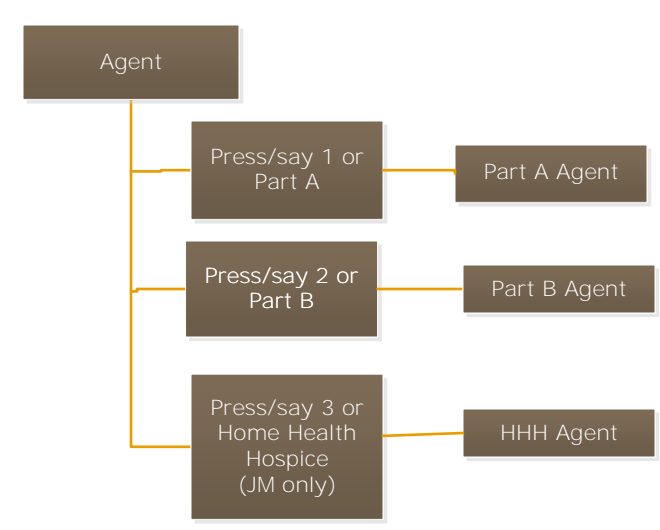 Agent
Press/say 1 or
Part A
Part A Agent
Press/say 2 or
Part B
Part B Agent
Press/say 3 or
Home Health
Hospice
(JM only)
HHH Agent